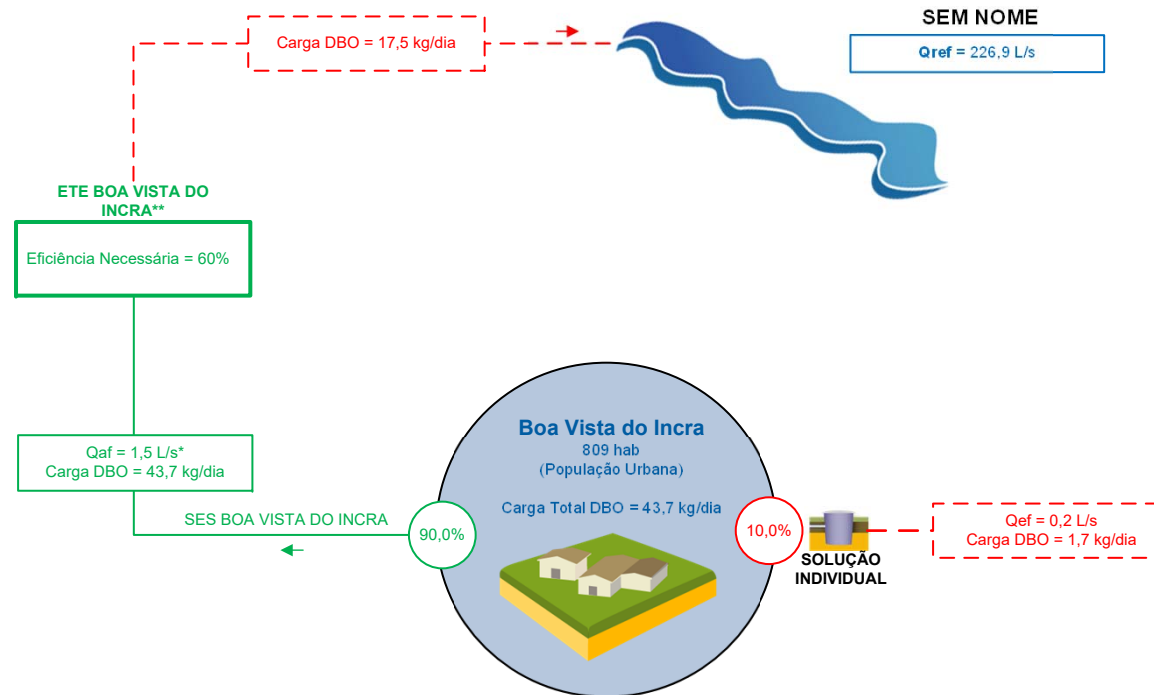 SEM NOME
Qref = 226,9 L/s
Carga DBO = 17,5 kg/dia
ETE BOA VISTA DO
INCRA**
Eficiência Necessária = 60%
Qaf = 1,5 L/s*
Carga DBO = 43,7 kg/dia
SES BOA VISTA DO INCRA
90,0%
Boa Vista do Incra
809 hab
(População Urbana)
Carga Total DBO = 43,7 kg/dia
10,0%
SOLUÇÃO
INDIVIDUAL
Qef = 0,2 L/s
Carga DBO = 1,7 kg/dia